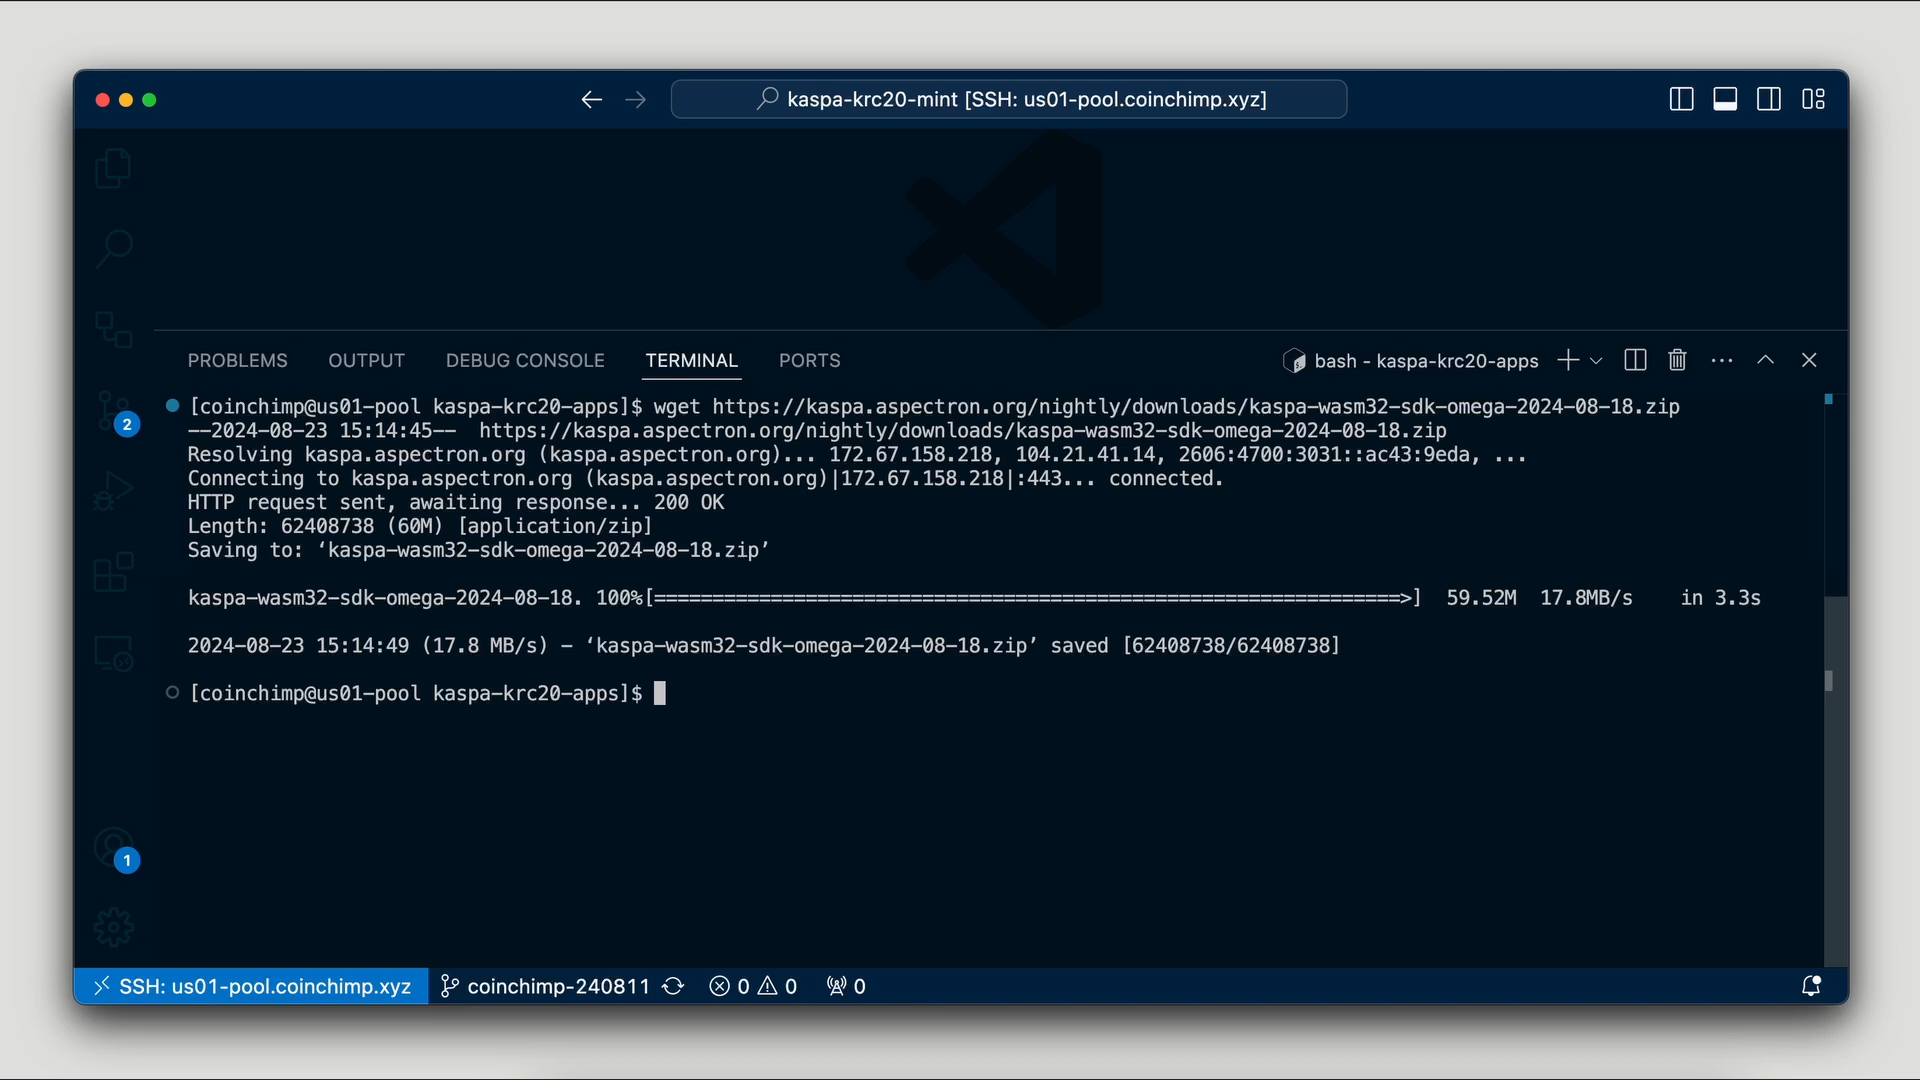 kaspa-krc20-mint [SSH: us01-pool.coinchimp.xyz]
PROBLEMS OUTPUT DEBUG CONSOLE TERMINAL PORTS bash - kaspa-krc20-apps
[coinchimp@us01-pool kaspa-krc20-apps]$ wget https://kaspa.aspectron.org/nightly/downloads/kaspa-wasm32-sdk-omega-2024-08-18.zip
--2024-08-23 15:14:45-- https://kaspa.aspectron.org/nightly/downloads/kaspa-wasm32-sdk-omega-2024-08-18.zip
Resolving kaspa.aspectron.org (kaspa.aspectron.org)... 172.67.158.218, 104.21.41.14, 2606:4700:3031::ac43:9eda, ...
Connecting to kaspa.aspectron.org (kaspa.aspectron.org)|172.67.158.218|:443... connected.
HTTP request sent, awaiting response... 200 OK
Length: 62408738 (60M) [application/zip]
Saving to: ‘kaspa-wasm32-sdk-omega-2024-08-18.zip’
kaspa-wasm32-sdk-omega-2024-08-18. 100%[================================================================>] 59.52M 17.8MB/s in 3.3s
2024-08-23 15:14:49 (17.8 MB/s) - ‘kaspa-wasm32-sdk-omega-2024-08-18.zip’ saved [62408738/62408738]
[coinchimp@us01-pool kaspa-krc20-apps]$
2
1
SSH: us01-pool.coinchimp.xyz coinchimp-240811 0 0 0